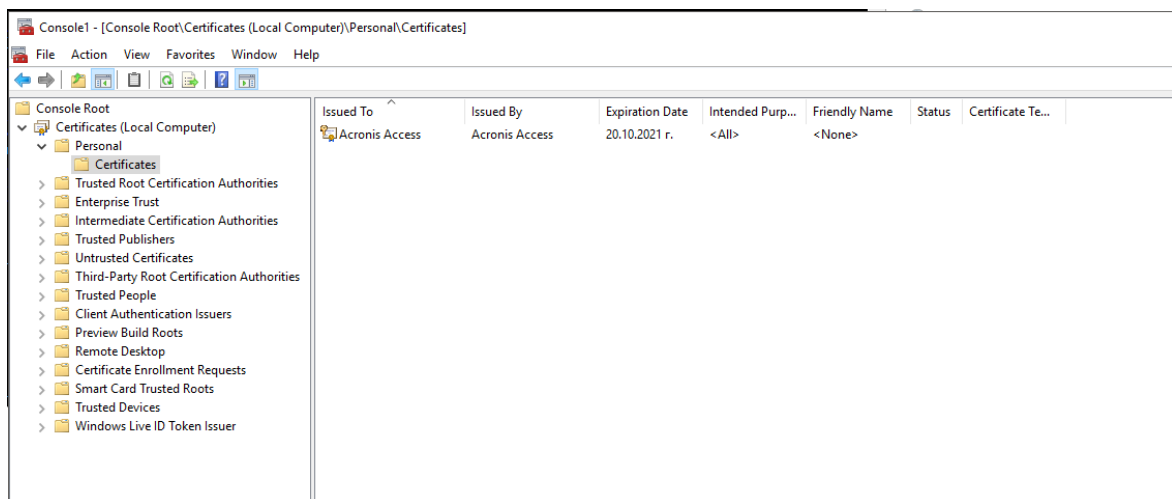 Console1 - [Console Root\Certificates (Local Computer)\Personal\Certificates]
File Action View Favorites Window Help
Console Root
Certificates (Local Computer)
Personal
Certificates
Trusted Root Certification Authorities
Enterprise Trust
Intermediate Certification Authorities
Trusted Publishers
Untrusted Certificates
Third-Party Root Certification Authorities
Trusted People
Client Authentication Issuers
Preview Build Roots
Remote Desktop
Certificate Enrollment Requests
Smart Card Trusted Roots
Trusted Devices
Windows Live ID Token Issuer
Issued To Issued By Expiration Date Intended Purp... Friendly Name Status Certificate Te...
Acronis Access Acronis Access 20.10.2021 г. <All> <None>